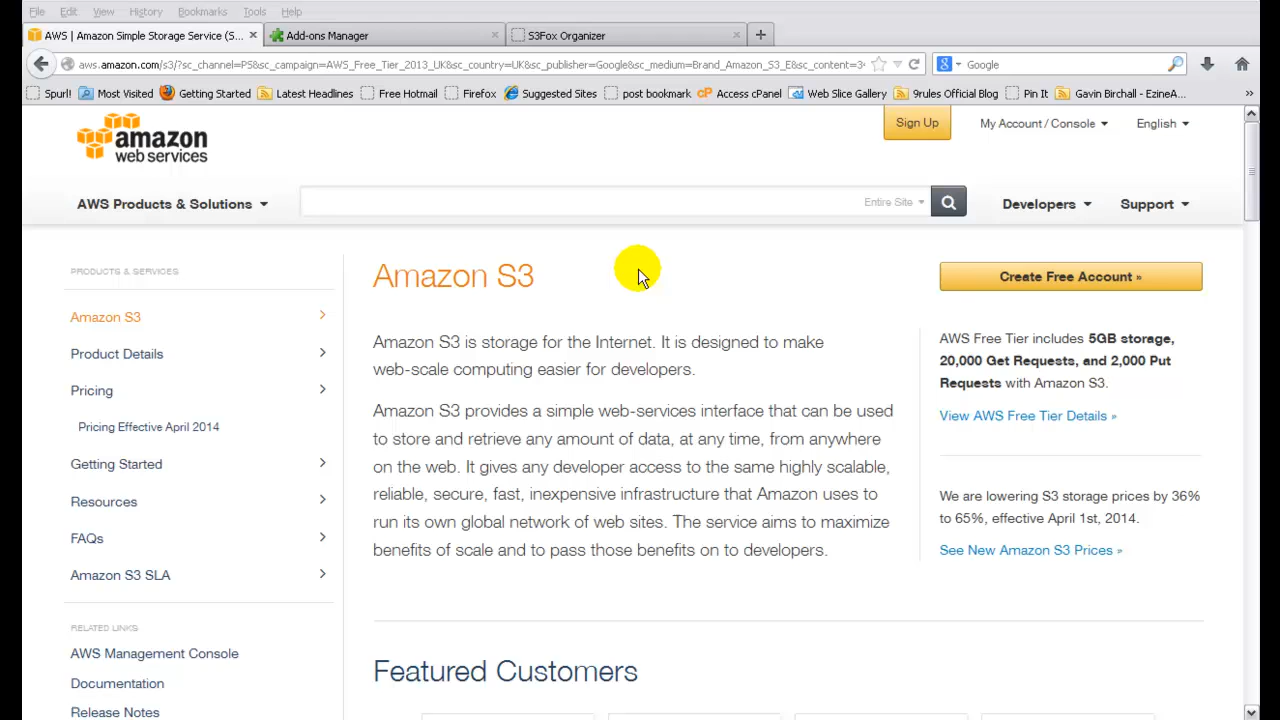 File Edit View History Bookmarks Tools Help
AWS | Amazon Simple Storage Service (S... Add-ons Manager S3Fox Organizer
aws.amazon.com/s3/?sc_channel=PS&sc_campaign=AWS_Free_Tier_2013_UK&sc_country=UK&sc_publisher=Google&sc_medium=Brand_Amazon_S3_E&sc_content=3 Google
Spurl! Most Visited Getting Started Latest Headlines Free Hotmail Firefox Suggested Sites post bookmark cP Access cPanel Web Slice Gallery 9rules Official Blog Pin It Gavin Birchall - EzineA... »
amazon
web services
Sign Up My Account / Console English
AWS Products & Solutions Entire Site Developers Support
PRODUCTS & SERVICES
Amazon S3
Product Details
Pricing
Pricing Effective April 2014
Getting Started
Resources
FAQs
Amazon S3 SLA
RELATED LINKS
AWS Management Console
Documentation
Release Notes
Amazon S3
Amazon S3 is storage for the Internet. It is designed to make
web-scale computing easier for developers.
Amazon S3 provides a simple web-services interface that can be used
to store and retrieve any amount of data, at any time, from anywhere
on the web. It gives any developer access to the same highly scalable,
reliable, secure, fast, inexpensive infrastructure that Amazon uses to
run its own global network of web sites. The service aims to maximize
benefits of scale and to pass those benefits on to developers.
Featured Customers
Create Free Account »
AWS Free Tier includes 5GB storage,
20,000 Get Requests, and 2,000 Put
Requests with Amazon S3.
View AWS Free Tier Details »
We are lowering S3 storage prices by 36%
to 65%, effective April 1st, 2014.
See New Amazon S3 Prices »